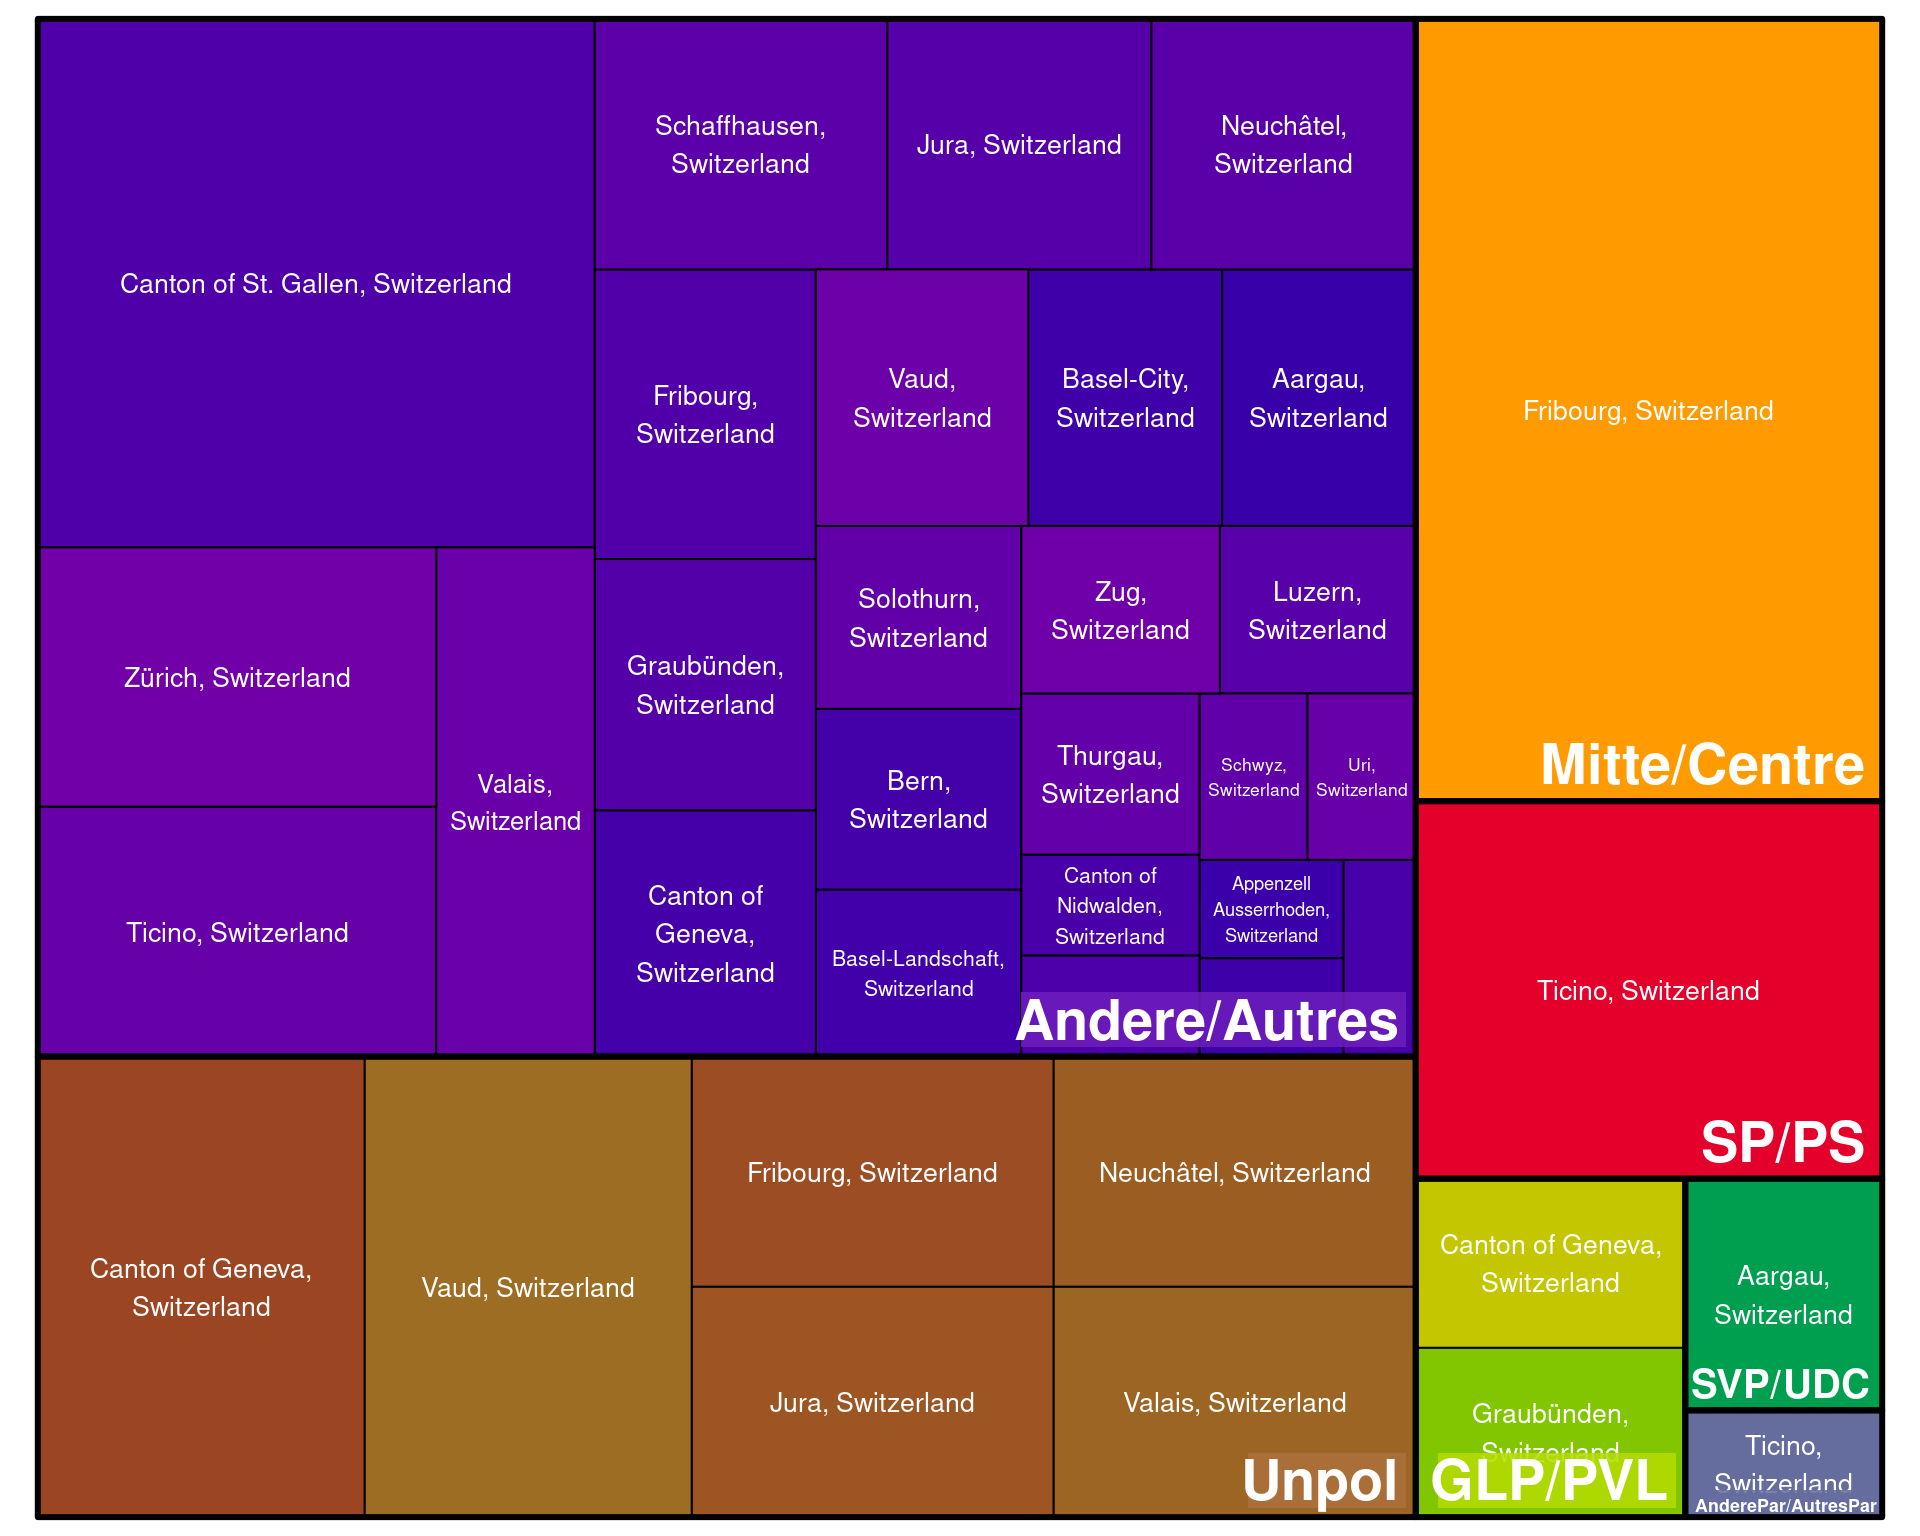 Canton of St. Gallen, Switzerland
Schaffhausen,
Switzerland
Jura, Switzerland
Neuchâtel,
Switzerland
Fribourg,
Switzerland
Vaud,
Switzerland
Basel-City,
Switzerland
Aargau,
Switzerland
Zürich, Switzerland
Valais,
Switzerland
Ticino, Switzerland
Graubünden,
Switzerland
Canton of
Geneva,
Switzerland
Solothurn,
Switzerland
Zug,
Switzerland
Luzern,
Switzerland
Bern,
Switzerland
Thurgau,
Switzerland
Schwyz,
Switzerland
Uri,
Switzerland
Basel-Landschaft,
Switzerland
Canton of
Nidwalden,
Switzerland
Appenzell
Ausserrhoden,
Switzerland
Andere/Autres
Fribourg, Switzerland
Mitte/Centre
Ticino, Switzerland
SP/PS
Canton of Geneva,
Switzerland
Vaud, Switzerland
Fribourg, Switzerland
Neuchâtel, Switzerland
Jura, Switzerland
Valais, Switzerland
Unpol
Canton of Geneva,
Switzerland
Graubünden,
Switzerland
GLP/PVL
Aargau,
Switzerland
SVP/UDC
Ticino,
Switzerland
AnderePar/AutresPar